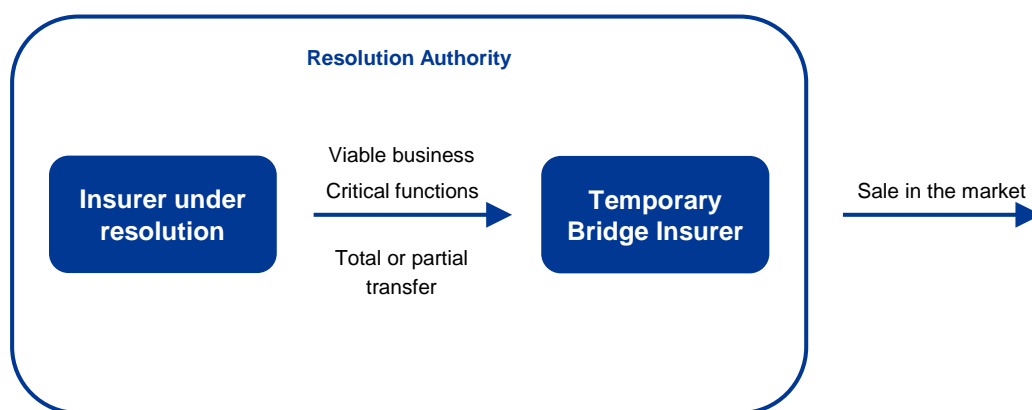 Resolution Authority
Viable business
Critical functions
Insurer under
resolution
Total or partial
transfer
Temporary
Bridge Insurer
Sale in the market